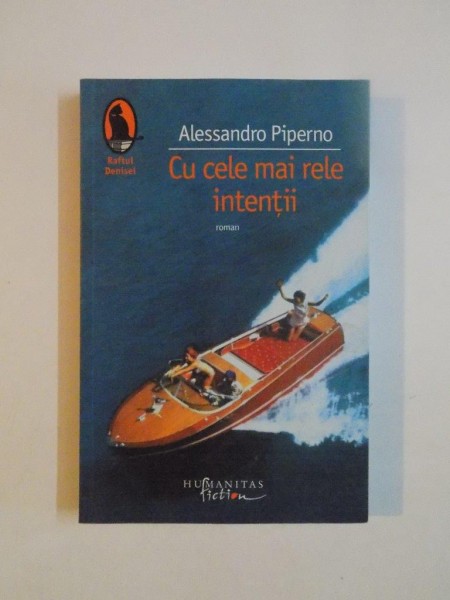 Raftul
Denisei
Alessandro Piperno
Cu cele mai rele
intenții
roman
HUMANITAS
fiction